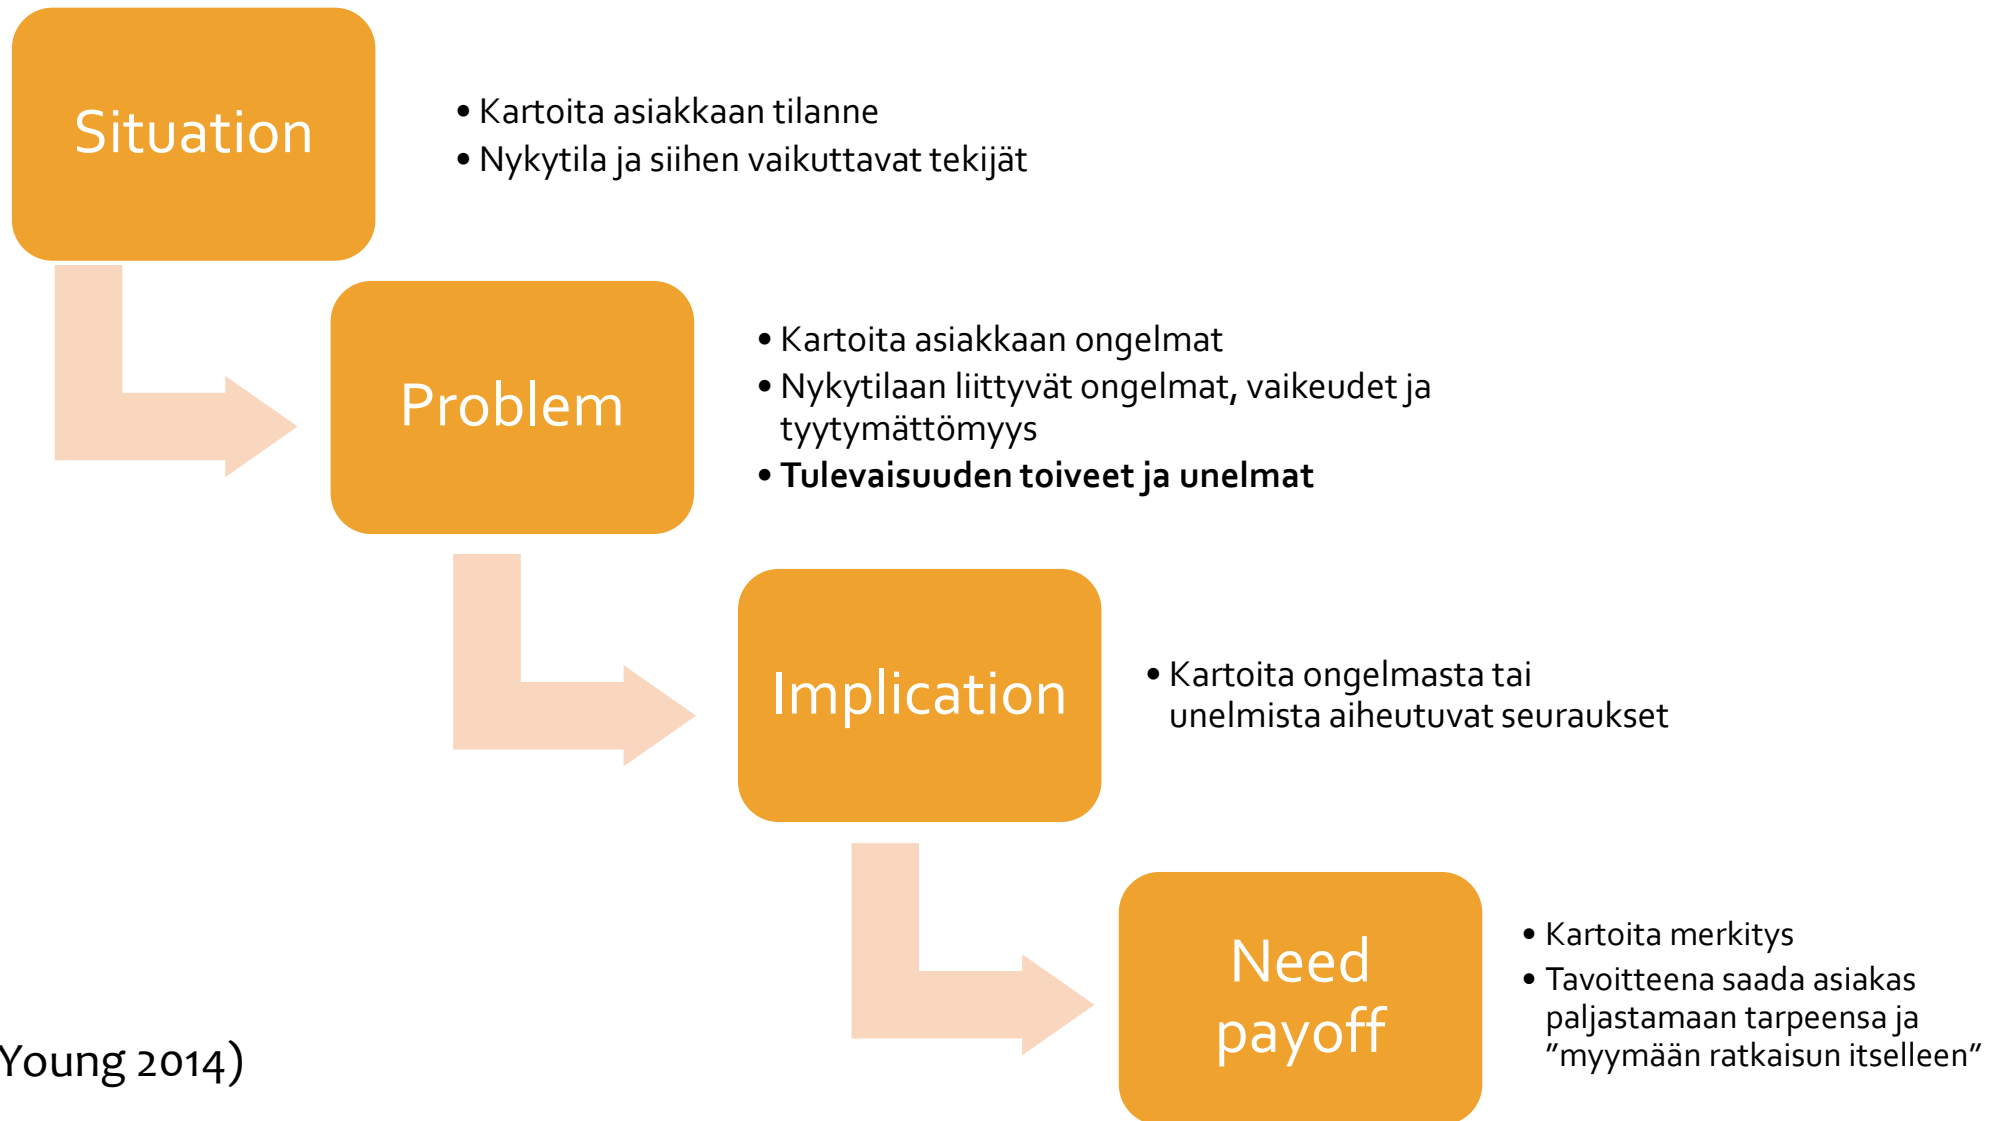 Situation
• Kartoita asiakkaan tilanne
• Nykytila ja siihen vaikuttavat tekijät
Problem
• Kartoita asiakkaan ongelmat
• Nykytilaan liittyvät ongelmat, vaikeudet ja
tyytymättömyys
• Tulevaisuuden toiveet ja unelmat
Implication
• Kartoita ongelmasta tai
unelmista aiheutuvat seuraukset
Need
payoff
• Kartoita merkitys
• Tavoitteena saada asiakas
paljastamaan tarpeensa ja
”myymään ratkaisun itselleen”
Young 2014)